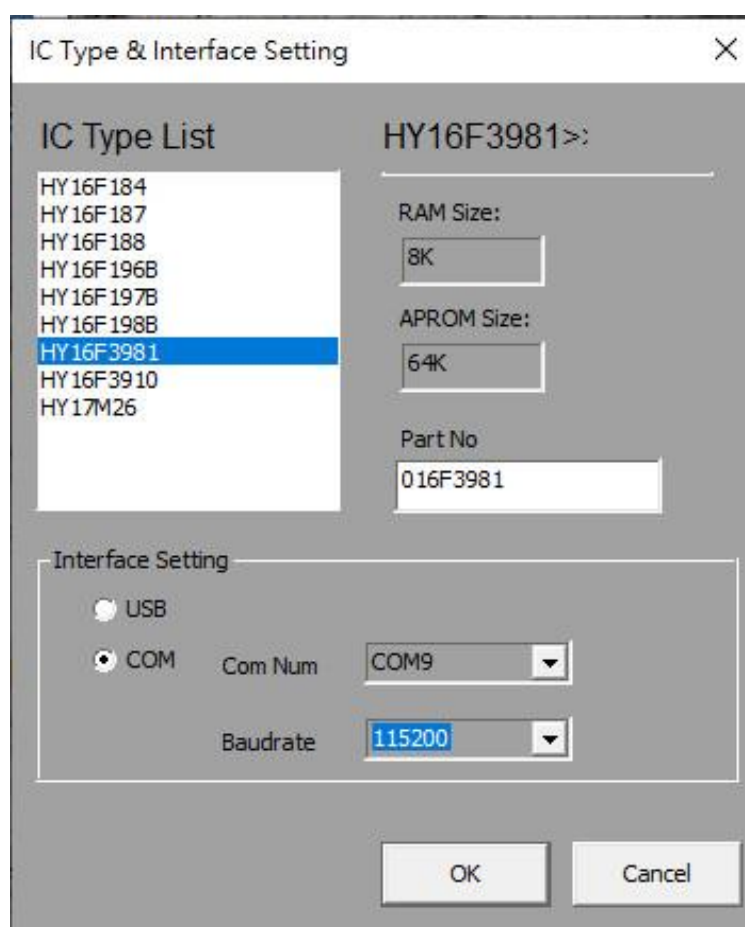 IC Type & Interface Setting
IC Type List
HY16F184
HY16F187
HY16F188
HY16F196B
HY16F197B
HY16F198B
HY16F3981
HY16F3910
HY17M26
HY16F3981>:
RAM Size:
8K
APROM Size:
64K
Part No
016F3981
Interface Setting
USB
COM
Com Num
COM9
Baudrate
115200
OK
Cancel